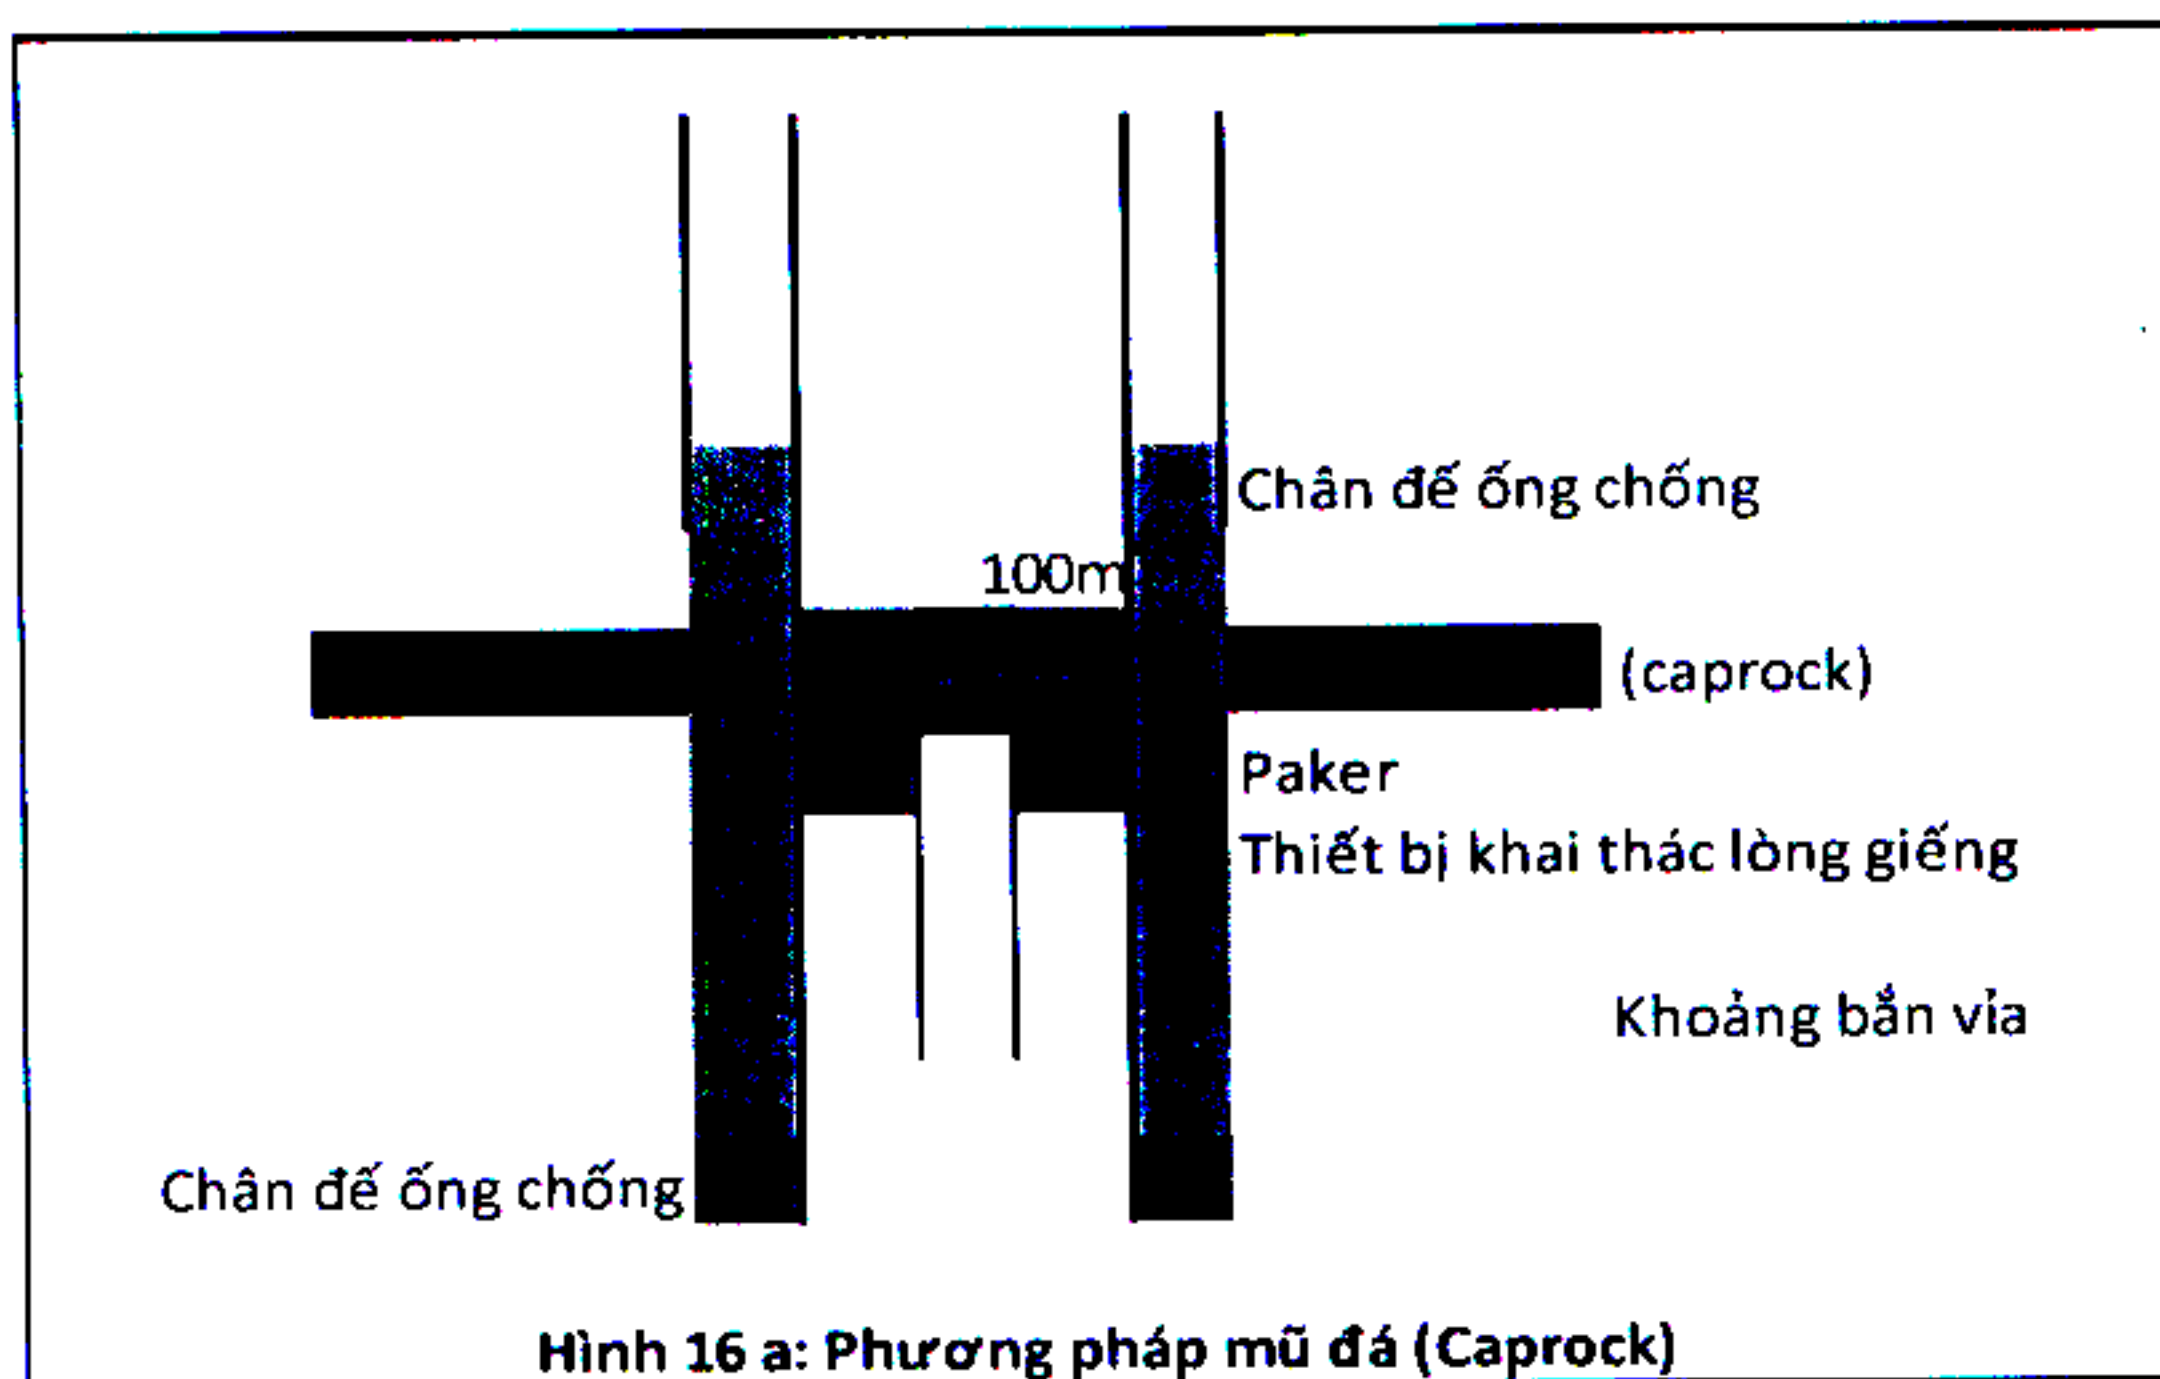 Chân đế ống chống
100m
(caprock)
Paker
Thiết bị khai thác lòng giếng
Khoảng bắn vỉa
Chân đế ống chống
Hình 16 a: Phương pháp mũ đá (Caprock)